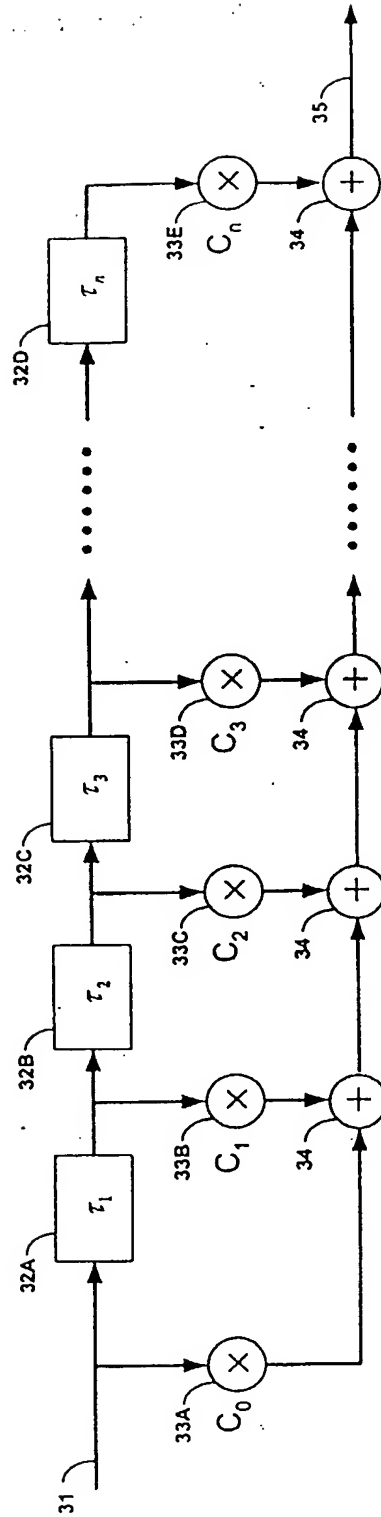 32A
32B
32C
32D
τ₁
τ₂
τ₃
τₙ
31
33A
33B
33C
33D
33E
×
×
×
×
×
C₀
C₁
C₂
C₃
Cₙ
34
34
34
34
35
+
+
+
+